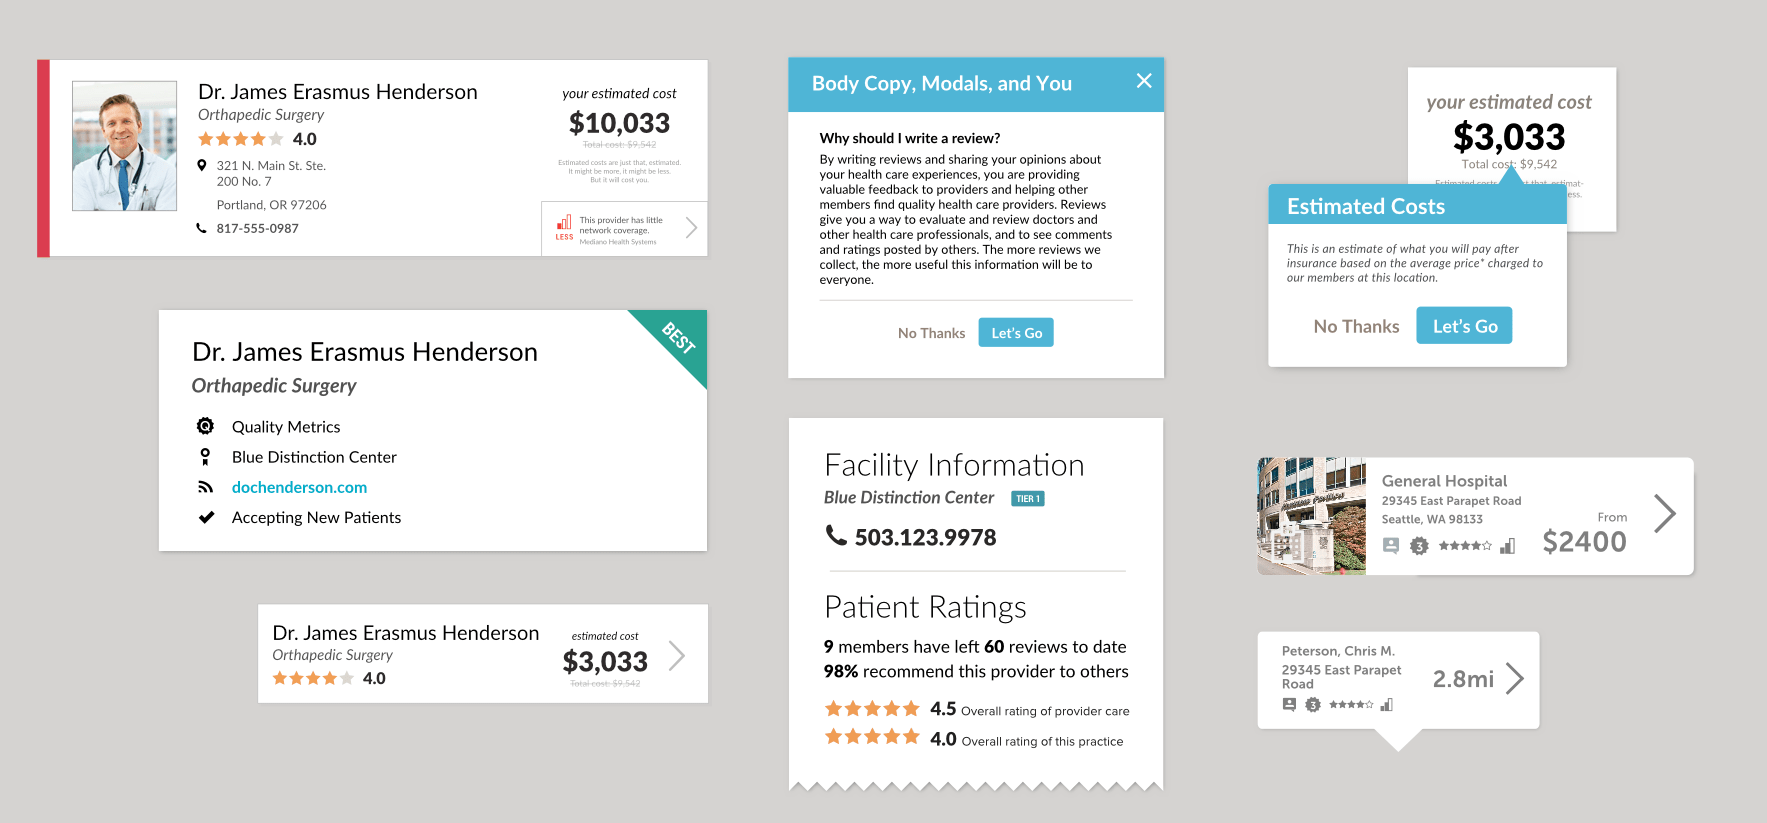 Dr. James Erasmus Henderson
Orthapedic Surgery
4.0
321 N. Main St. Ste.
200 No. 7
Portland, OR 97206
817-555-0987
your estimated cost
$10,033
Total cost: $9,542
Estimated costs are just that, estimated.
It might be more, it might be less.
But it will cost you.
LESS
This provider has little
network coverage.
Mediano Health Systems
BEST
Dr. James Erasmus Henderson
Orthapedic Surgery
Quality Metrics
Blue Distinction Center
dochenderson.com
Accepting New Patients
Dr. James Erasmus Henderson
Orthapedic Surgery
4.0
estimated cost
$3,033
Total cost: $9,542
Body Copy, Modals, and You
Why should I write a review?
By writing reviews and sharing your opinions about
your health care experiences, you are providing
valuable feedback to providers and helping other
members find quality health care providers. Reviews
give you a way to evaluate and review doctors and
other health care professionals, and to see comments
and ratings posted by others. The more reviews we
collect, the more useful this information will be to
everyone.
No Thanks
Let's Go
Facility Information
Blue Distinction Center
TIER 1
503.123.9978
Patient Ratings
9 members have left 60 reviews to date
98% recommend this provider to others
4.5 Overall rating of provider care
4.0 Overall rating of this practice
your estimated cost
$3,033
Total cost: $9,542
Estimated costs
that, estimat-
ess.
Estimated Costs
This is an estimate of what you will pay after
insurance based on the average price* charged to
our members at this location.
No Thanks
Let's Go
General Hospital
29345 East Parapet Road
Seattle, WA 98133
3
From
$2400
Peterson, Chris M.
29345 East Parapet
Road
3
2.8mi